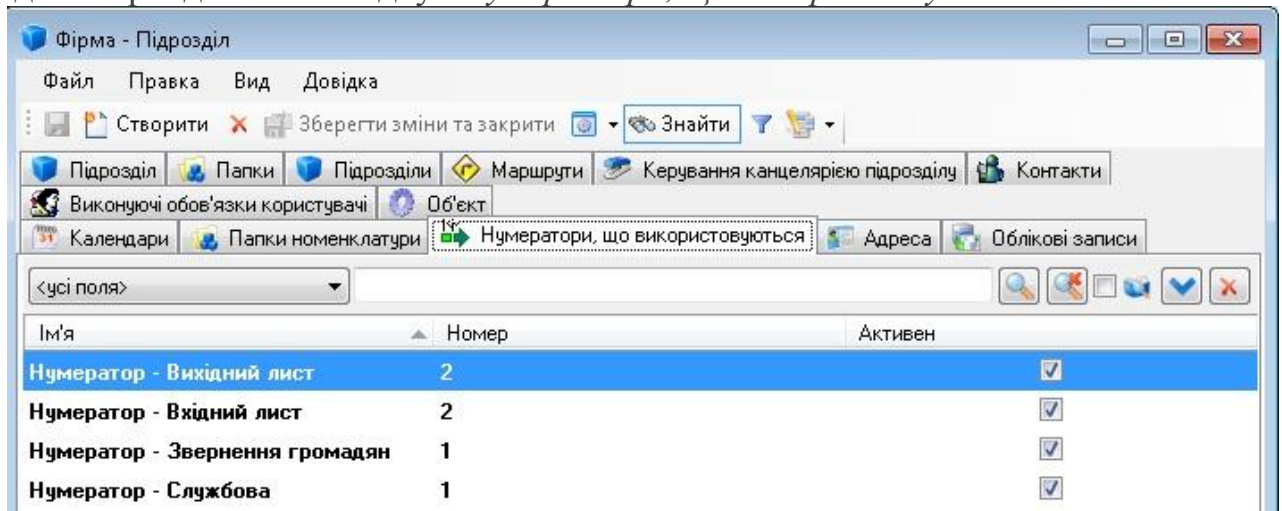 Фірма - Підрозділ
Файл Правка Вид Довідка
Створити Зберегти зміни та закрити Знайти
Підрозділ Папки Підрозділи Маршрути Керування канцелярією підрозділу Контакти
Виконуючі обов'язки користувачі Об'єкт
Календари Папки номенклатури Нумератори, що використовуються Адреса Облікові записи
<усі поля>
Ім'я Номер Активен
Нумератор - Вихідний лист 2
Нумератор - Вхідний лист 2
Нумератор - Звернення громадян 1
Нумератор - Службова 1